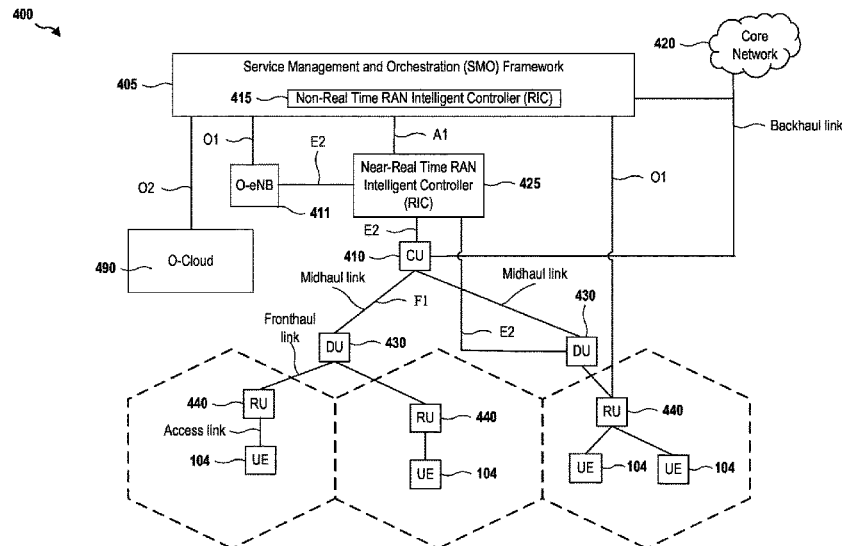 400
420
Core
Network
405
Service Management and Orchestration (SMO) Framework
415
Non-Real Time RAN Intelligent Controller (RIC)
Backhaul link
O1
A1
E2
O2
O-eNB
411
Near-Real Time RAN
Intelligent Controller
(RIC)
425
O1
E2
490
O-Cloud
410
CU
Midhaul link
Midhaul link
F1
430
Fronthaul
link
E2
DU
430
DU
440
RU
RU
440
RU
440
Access link
104
UE
UE
104
UE
104
UE
104